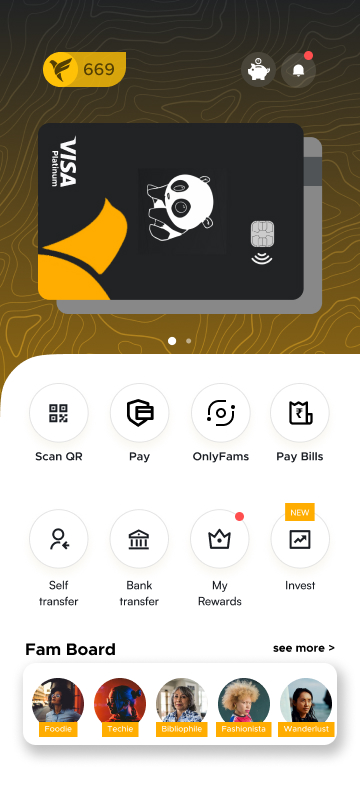 669
VISA
Platinum
Scan QR
Pay
OnlyFams
₹
Pay Bills
NEW
Self
transfer
Bank
transfer
My
Rewards
Invest
Fam Board
see more >
Foodie
Techie
Bibliophile
Fashionista
Wanderlust